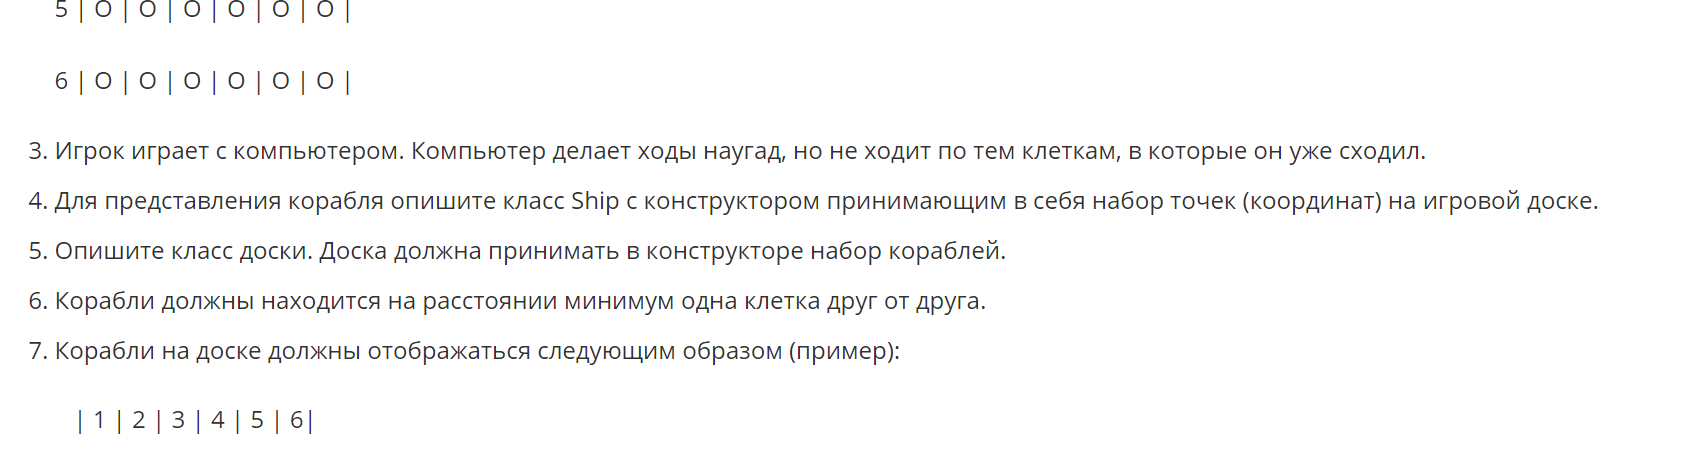 5 | О | О | О | О | О | О |
6 | О | О | О | О | О | О |
3. Игрок играет с компьютером. Компьютер делает ходы наугад, но не ходит по тем клеткам, в которые он уже сходил.
4. Для представления корабля опишите класс Ship с конструктором принимающим в себя набор точек (координат) на игровой доске.
5. Опишите класс доски. Доска должна принимать в конструкторе набор кораблей.
6. Корабли должны находится на расстоянии минимум одна клетка друг от друга.
7. Корабли на доске должны отображаться следующим образом (пример):
| 1 | 2 | 3 | 4 | 5 | 6|